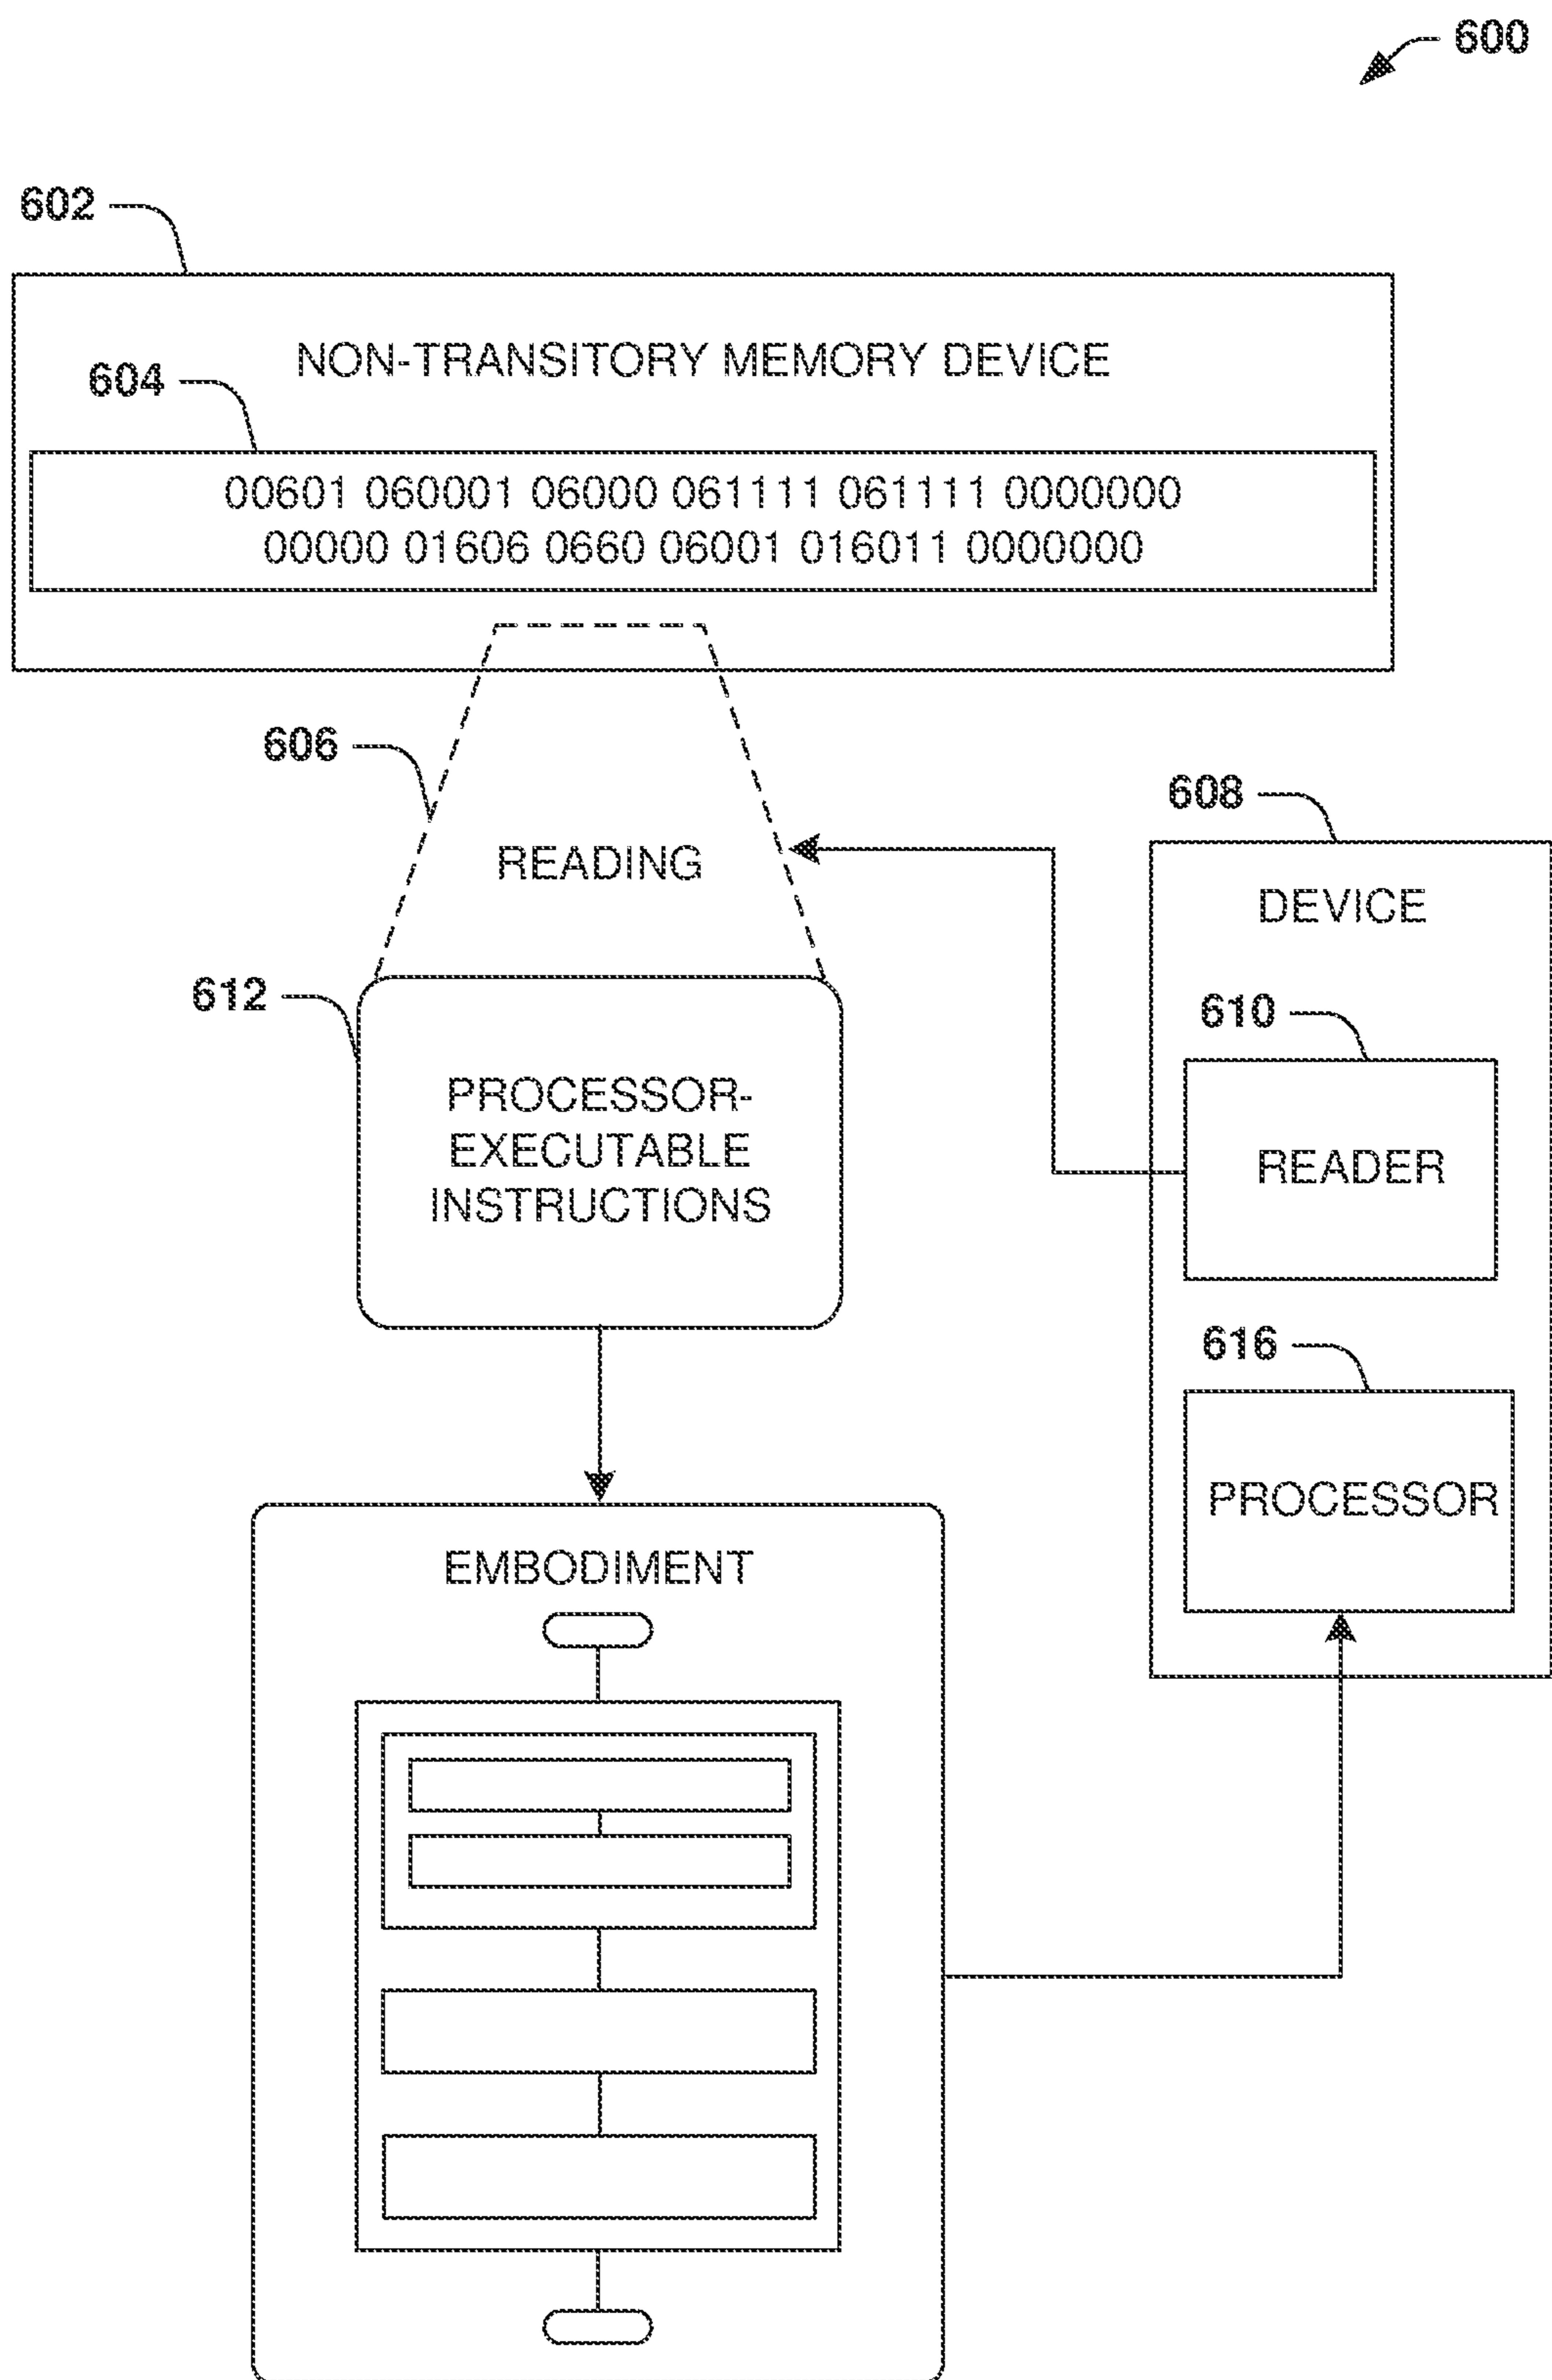 600
602
NON-TRANSITORY MEMORY DEVICE
604
00601 060001 06000 061111 061111 0000000
00000 01606 0660 06001 016011 0000000
606
READING
608
DEVICE
612
PROCESSOR-
EXECUTABLE
INSTRUCTIONS
610
READER
616
PROCESSOR
EMBODIMENT